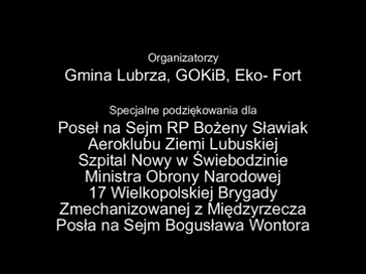 Organizatorzy
Gmina Lubrza, GOKiB, Eko- Fort
Specjalne podziękowania dla
Poseł na Sejm RP Bożeny Sławiak
Aeroklubu Ziemi Lubuskiej
Szpital Nowy w Świebodzinie
Ministra Obrony Narodowej
17 Wielkopolskiej Brygady
Zmechanizowanej z Międzyrzecza
Posła na Sejm Bogusława Wontora